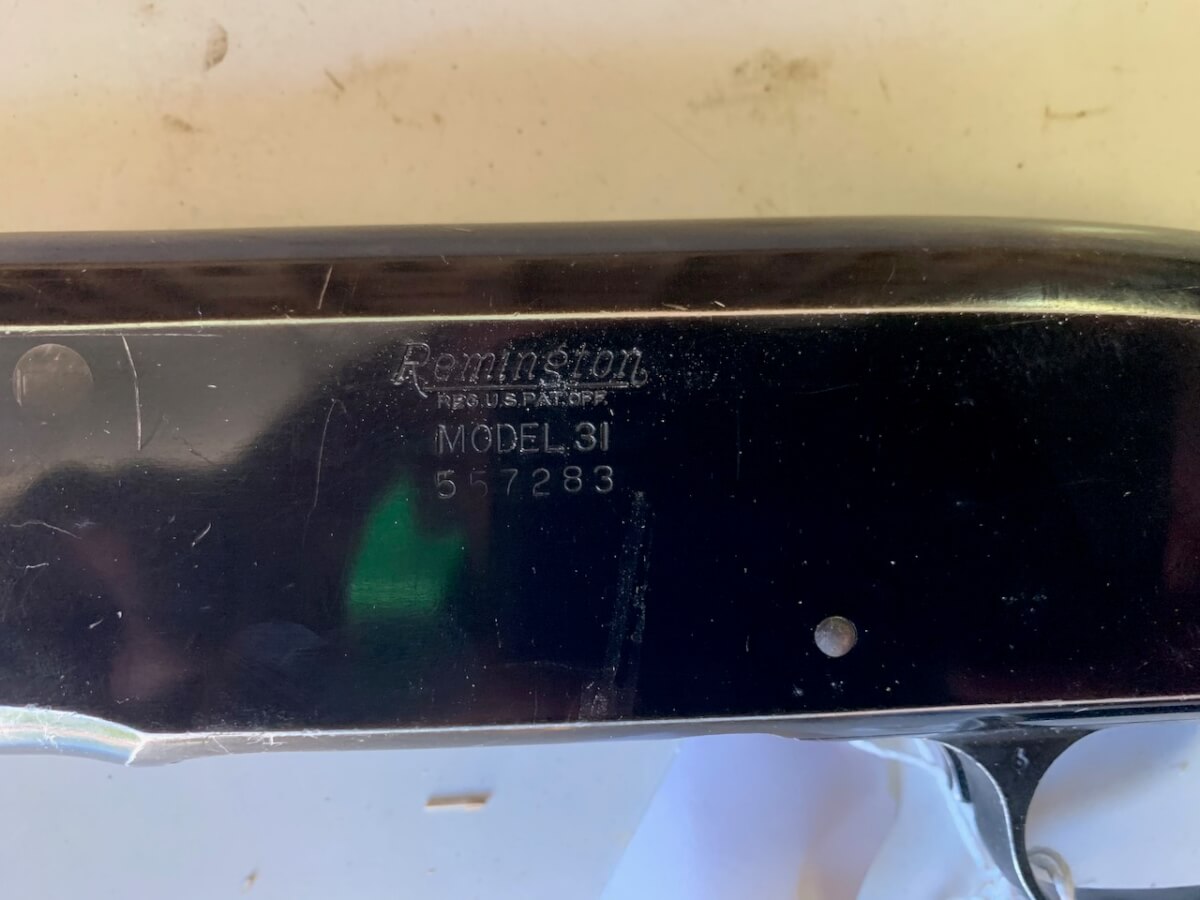 Remington
REG. U.S. PAT. OFF.
MODEL 31
557283